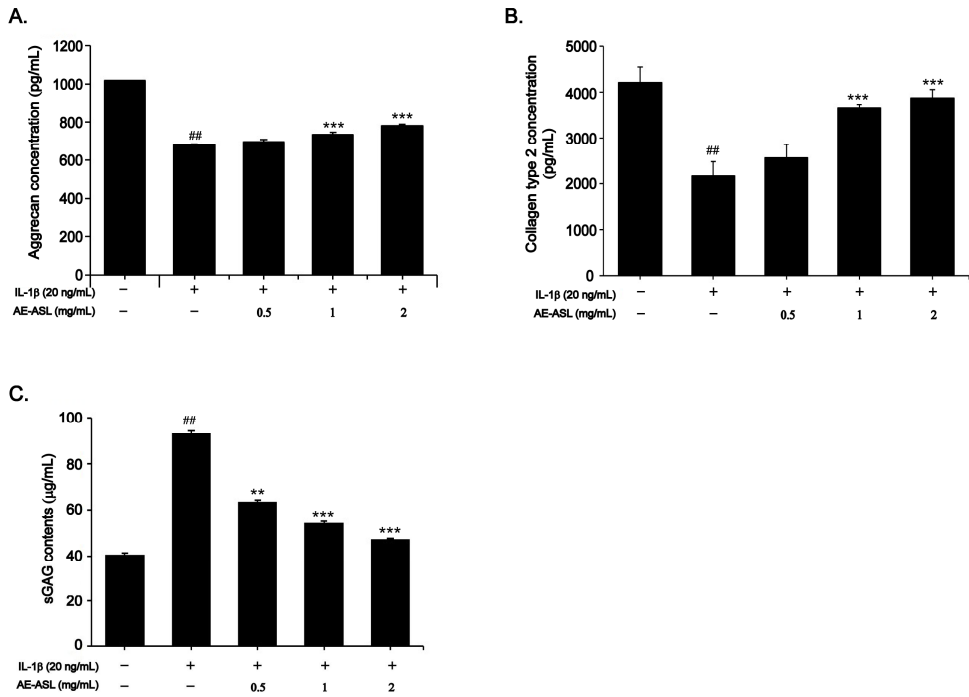 A.
Aggrecan concentration (pg/mL)
1200
1000
800
600
400
200
0
##
***
***
IL-1β (20 ng/mL) – + + + +
AE-ASL (mg/mL) – – 0.5 1 2
B.
Collagen type 2 concentration
(pg/mL)
5000
4000
3000
2000
1000
0
##
***
***
IL-1β (20 ng/mL) – + + + +
AE-ASL (mg/mL) – – 0.5 1 2
C.
sGAG contents (µg/mL)
100
80
60
40
20
0
##
**
***
***
IL-1β (20 ng/mL) – + + + +
AE-ASL (mg/mL) – – 0.5 1 2